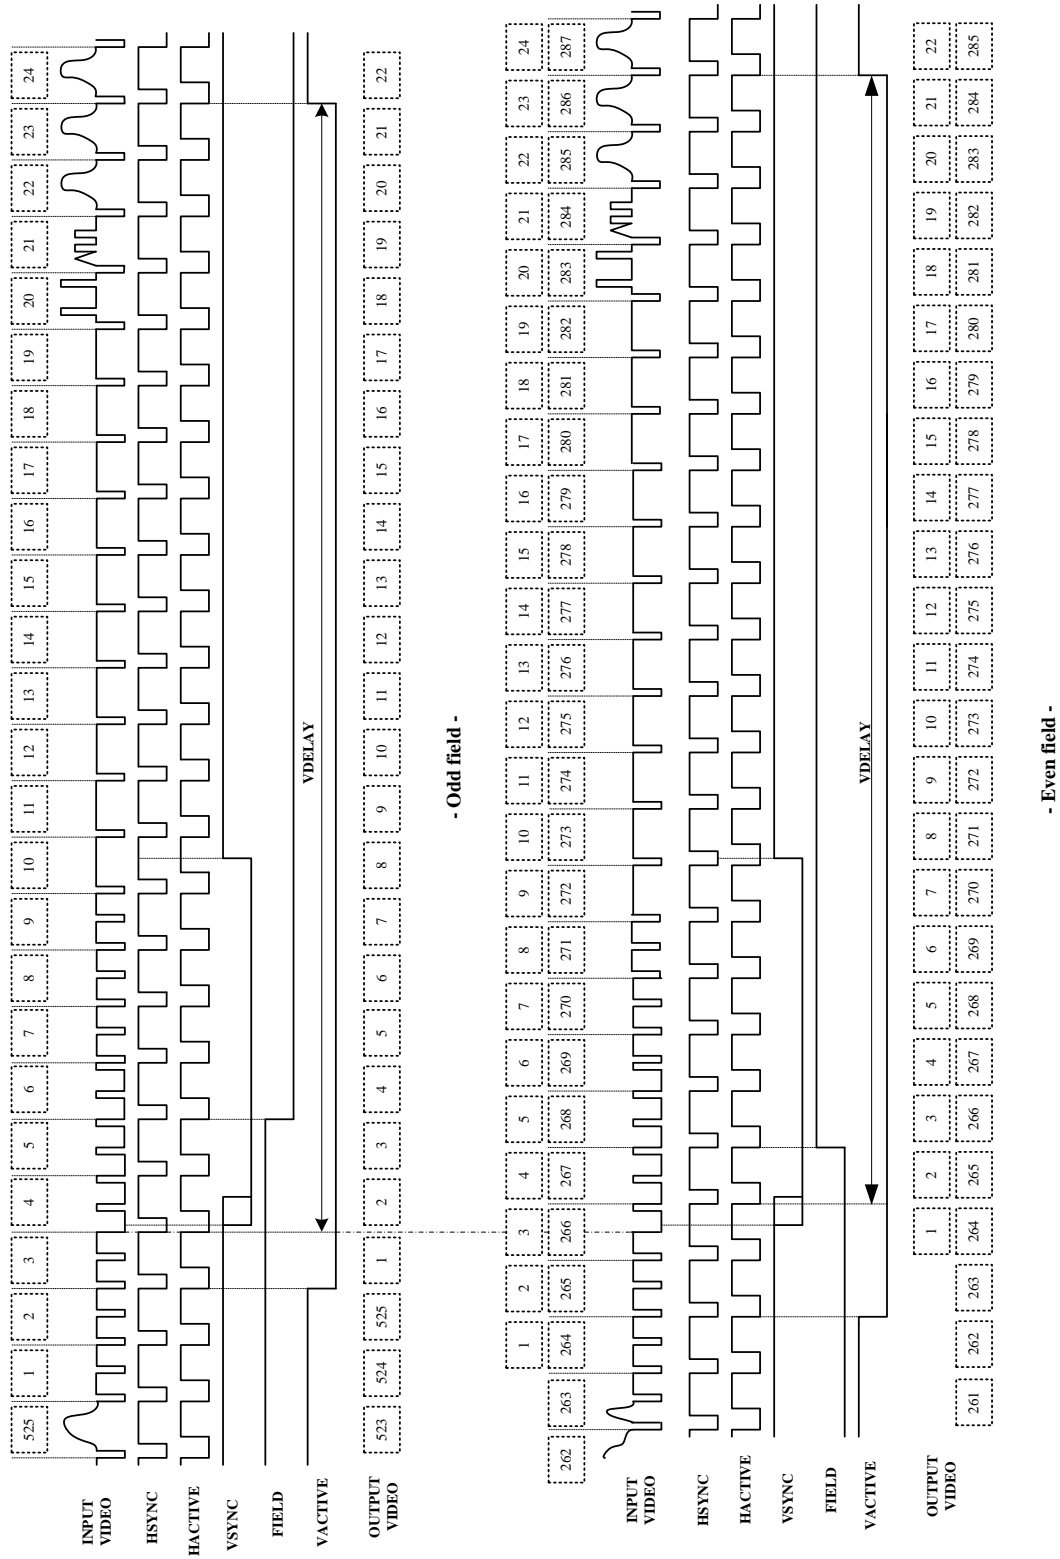 525 1 2 3 4 5 6 7 8 9 10 11 12 13 14 15 16 17 18 19 20 21 22 23 24
INPUT
VIDEO
HSYNC
HACTIVE
VSYNC
FIELD
VACTIVE
VDELAY
OUTPUT
VIDEO
523 524 525 1 2 3 4 5 6 7 8 9 10 11 12 13 14 15 16 17 18 19 20 21 22
- Odd field -
1 2 3 4 5 6 7 8 9 10 11 12 13 14 15 16 17 18 19 20 21 22 23 24
262 263 264 265 266 267 268 269 270 271 272 273 274 275 276 277 278 279 280 281 282 283 284 285 286 287
INPUT
VIDEO
HSYNC
HACTIVE
VSYNC
FIELD
VACTIVE
VDELAY
OUTPUT
VIDEO
1 2 3 4 5 6 7 8 9 10 11 12 13 14 15 16 17 18 19 20 21 22
261 262 263 264 265 266 267 268 269 270 271 272 273 274 275 276 277 278 279 280 281 282 283 284 285
- Even field -